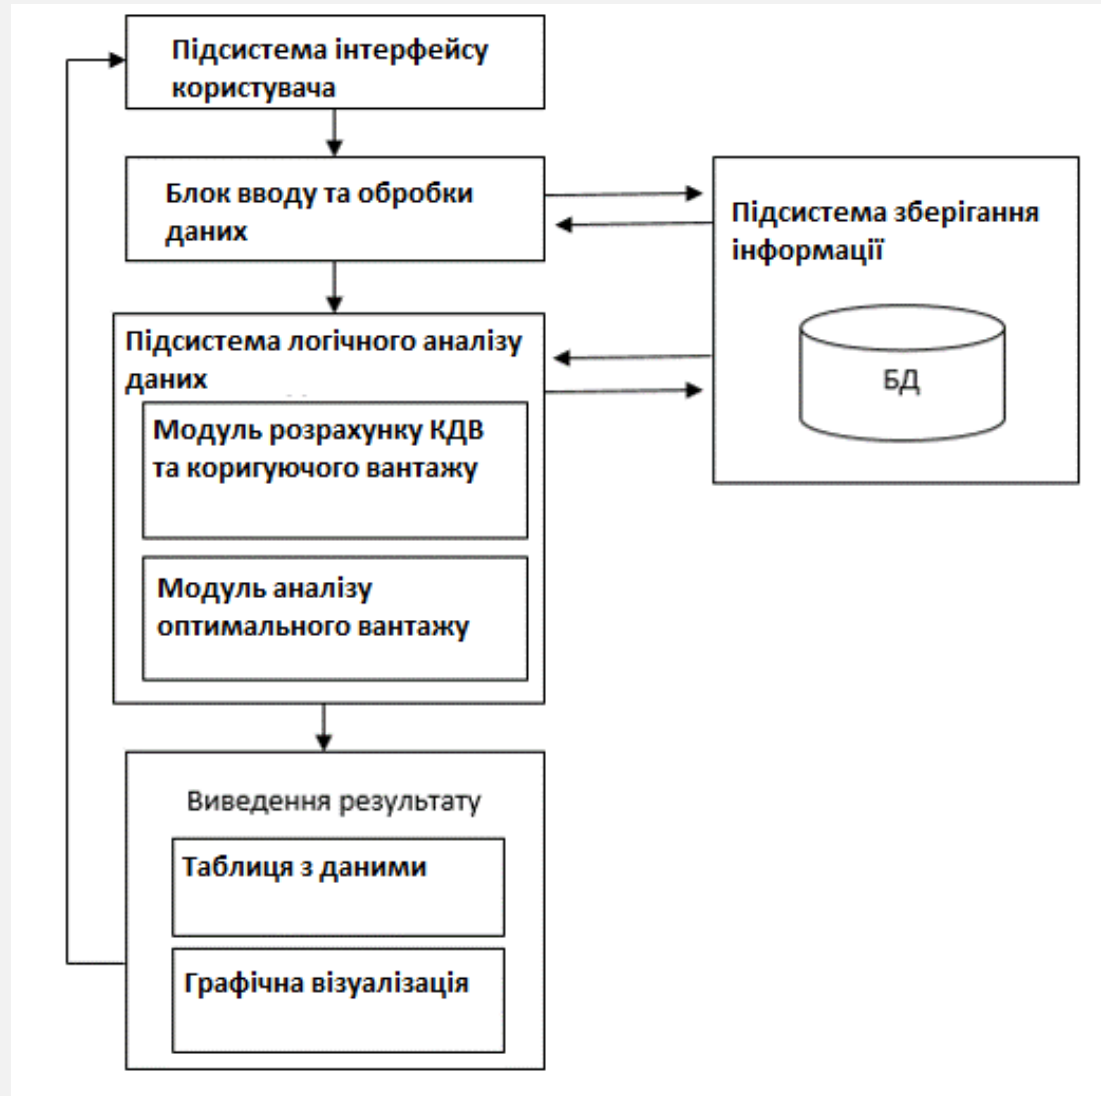 Підсистема інтерфейсу
користувача
Блок вводу та обробки
даних
Підсистема зберігання
інформації
БД
Підсистема логічного аналізу
даних
Модуль розрахунку КДВ
та коригуючого вантажу
Модуль аналізу
оптимального вантажу
Виведення результату
Таблиця з даними
Графічна візуалізація